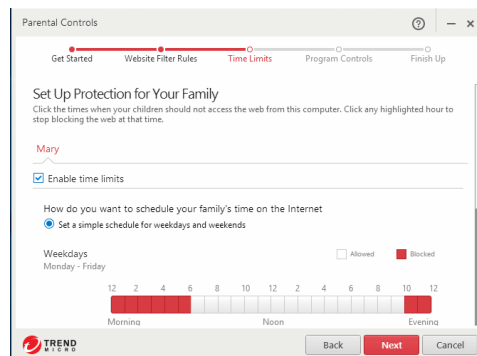 Parental Controls
Get Started Website Filter Rules Time Limits Program Controls Finish Up
Set Up Protection for Your Family
Click the times when your children should not access the web from this computer. Click any highlighted hour to
stop blocking the web at that time.
Mary
Enable time limits
How do you want to schedule your family's time on the Internet
Set a simple schedule for weekdays and weekends
Weekdays Allowed Blocked
Monday - Friday
12 2 4 6 8 10 12 2 4 6 8 10 12
Morning Noon Evening
TREND MICRO Back Next Cancel